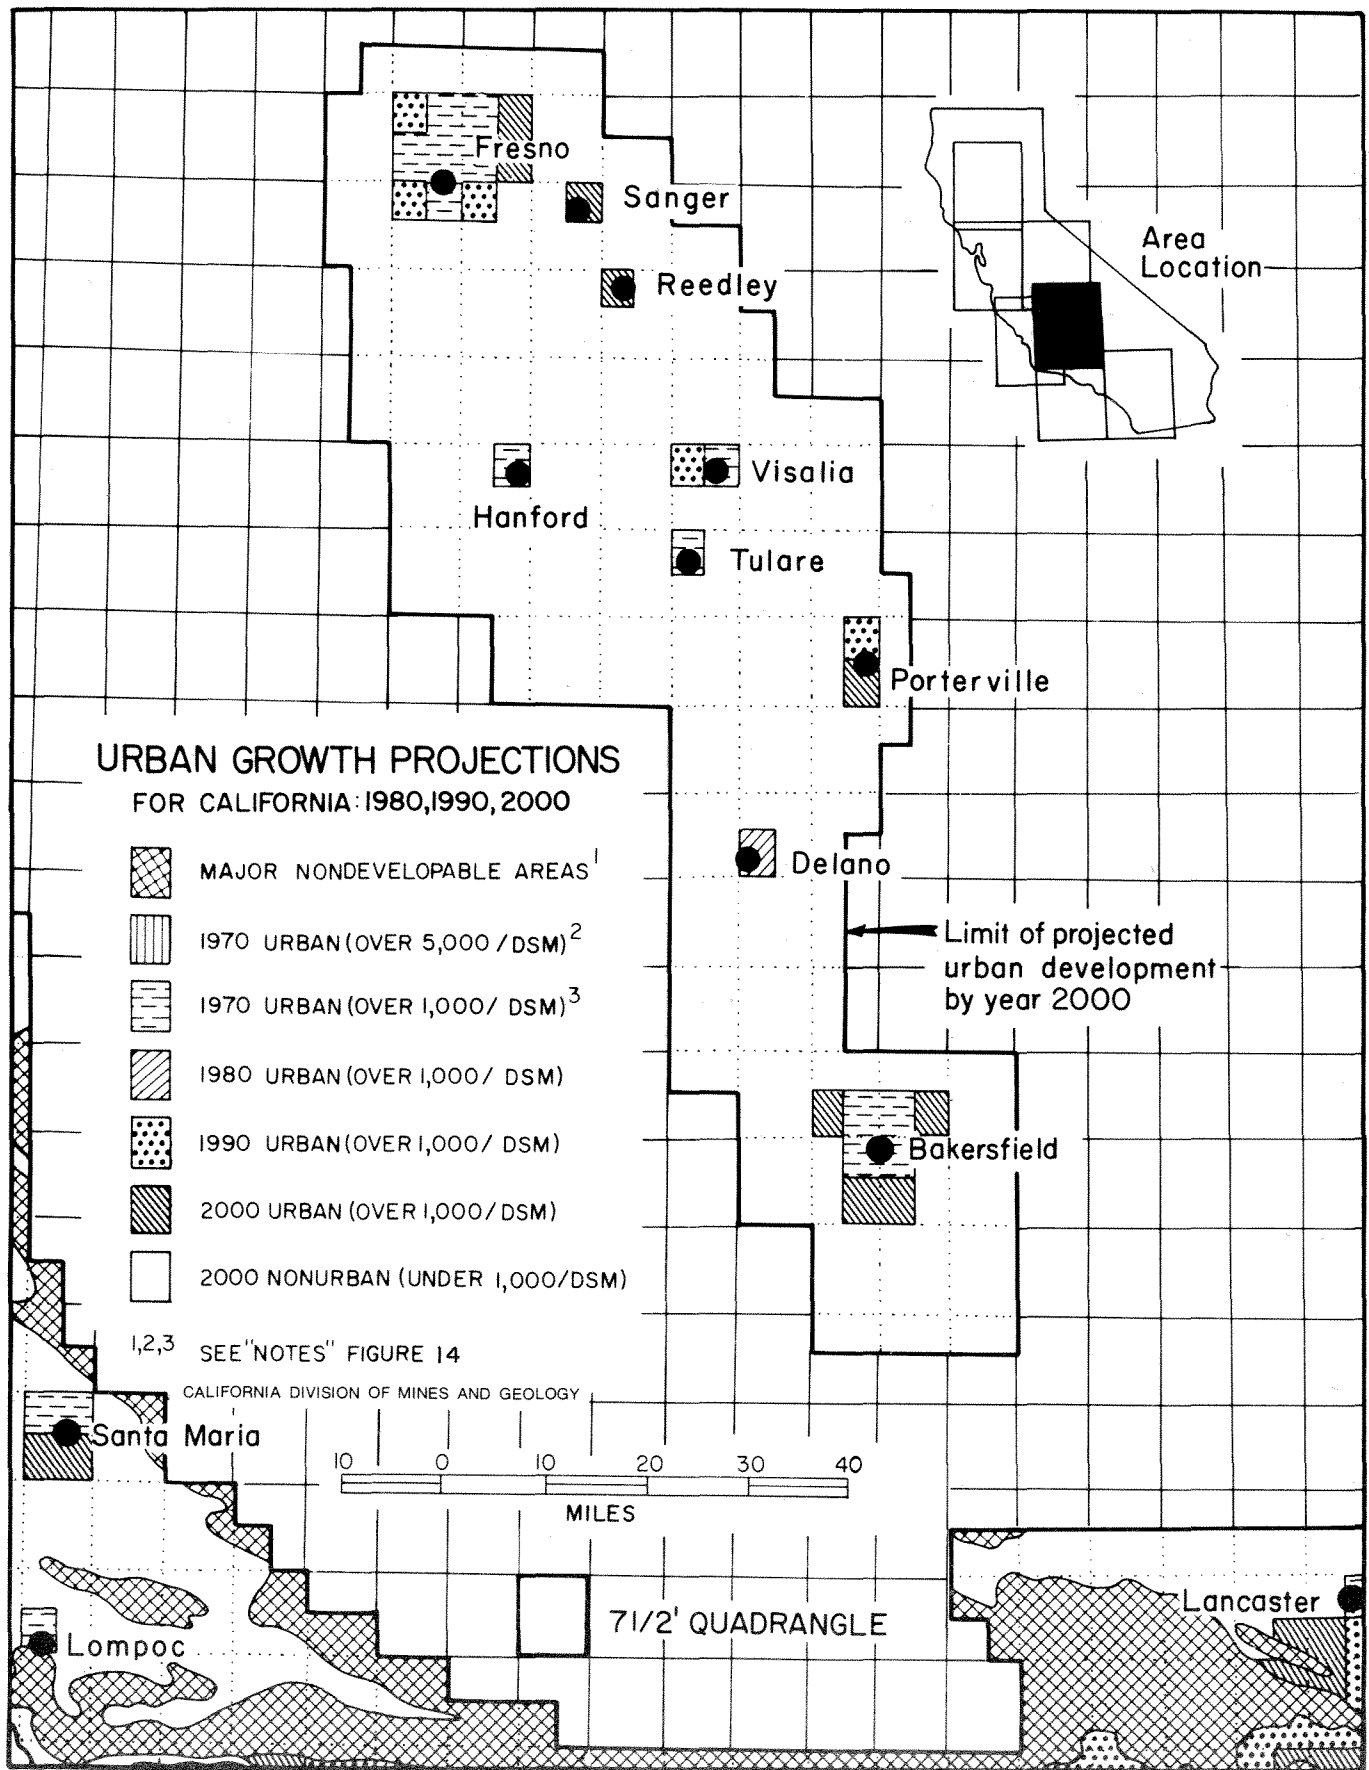 Fresno
Sanger
Area
Location
Reedley
Visalia
Hanford
Tulare
Porterville
URBAN GROWTH PROJECTIONS
FOR CALIFORNIA: 1980, 1990, 2000
MAJOR NONDEVELOPABLE AREAS1
1970 URBAN (OVER 5,000 / DSM)2
1970 URBAN (OVER 1,000/ DSM)3
1980 URBAN (OVER 1,000/ DSM)
1990 URBAN (OVER 1,000/ DSM)
2000 URBAN (OVER 1,000/DSM)
2000 NONURBAN (UNDER 1,000/DSM)
1,2,3 SEE "NOTES" FIGURE 14
CALIFORNIA DIVISION OF MINES AND GEOLOGY
Delano
Limit of projected
urban development
by year 2000
Bakersfield
Santa Maria
10 0 10 20 30 40
MILES
Lancaster
7 1/2' QUADRANGLE
Lompoc